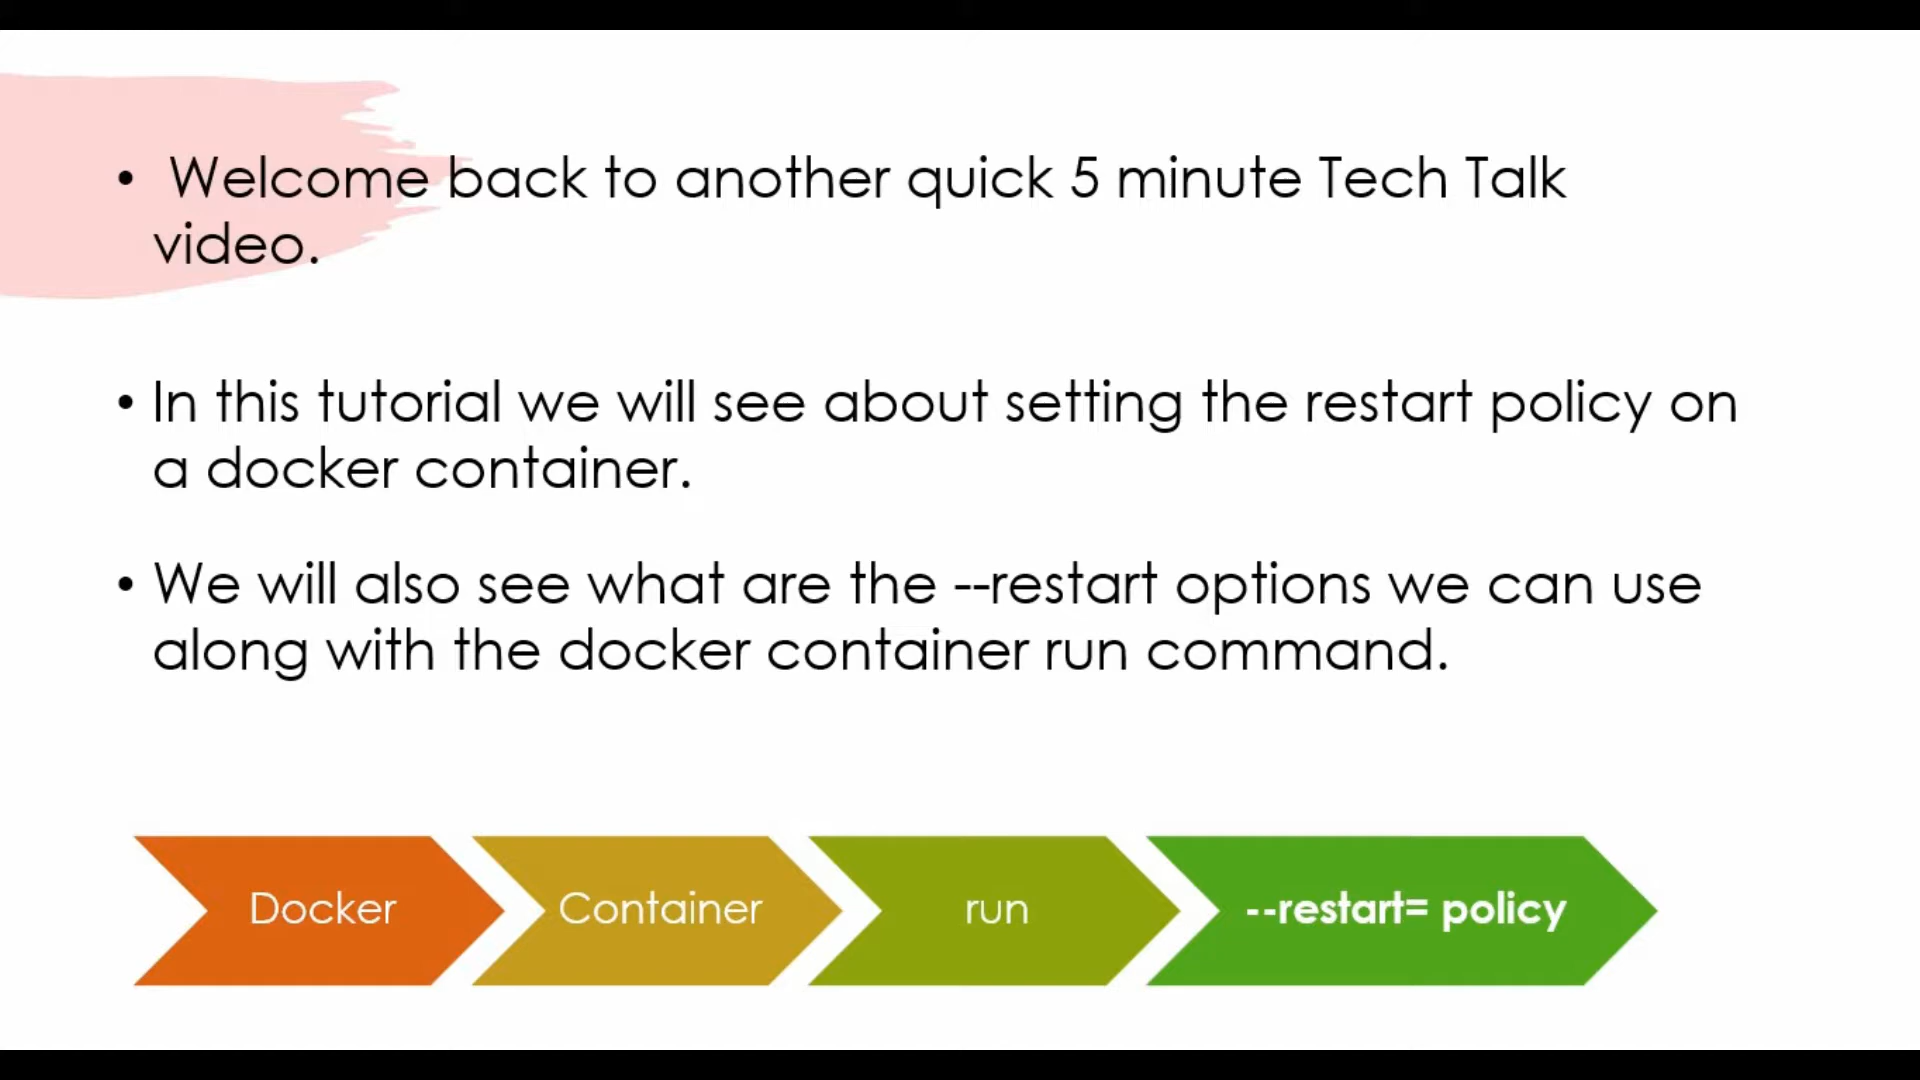 • Welcome back to another quick 5 minute Tech Talk
video.
• In this tutorial we will see about setting the restart policy on
a docker container.
• We will also see what are the --restart options we can use
along with the docker container run command.
Docker Container run --restart= policy